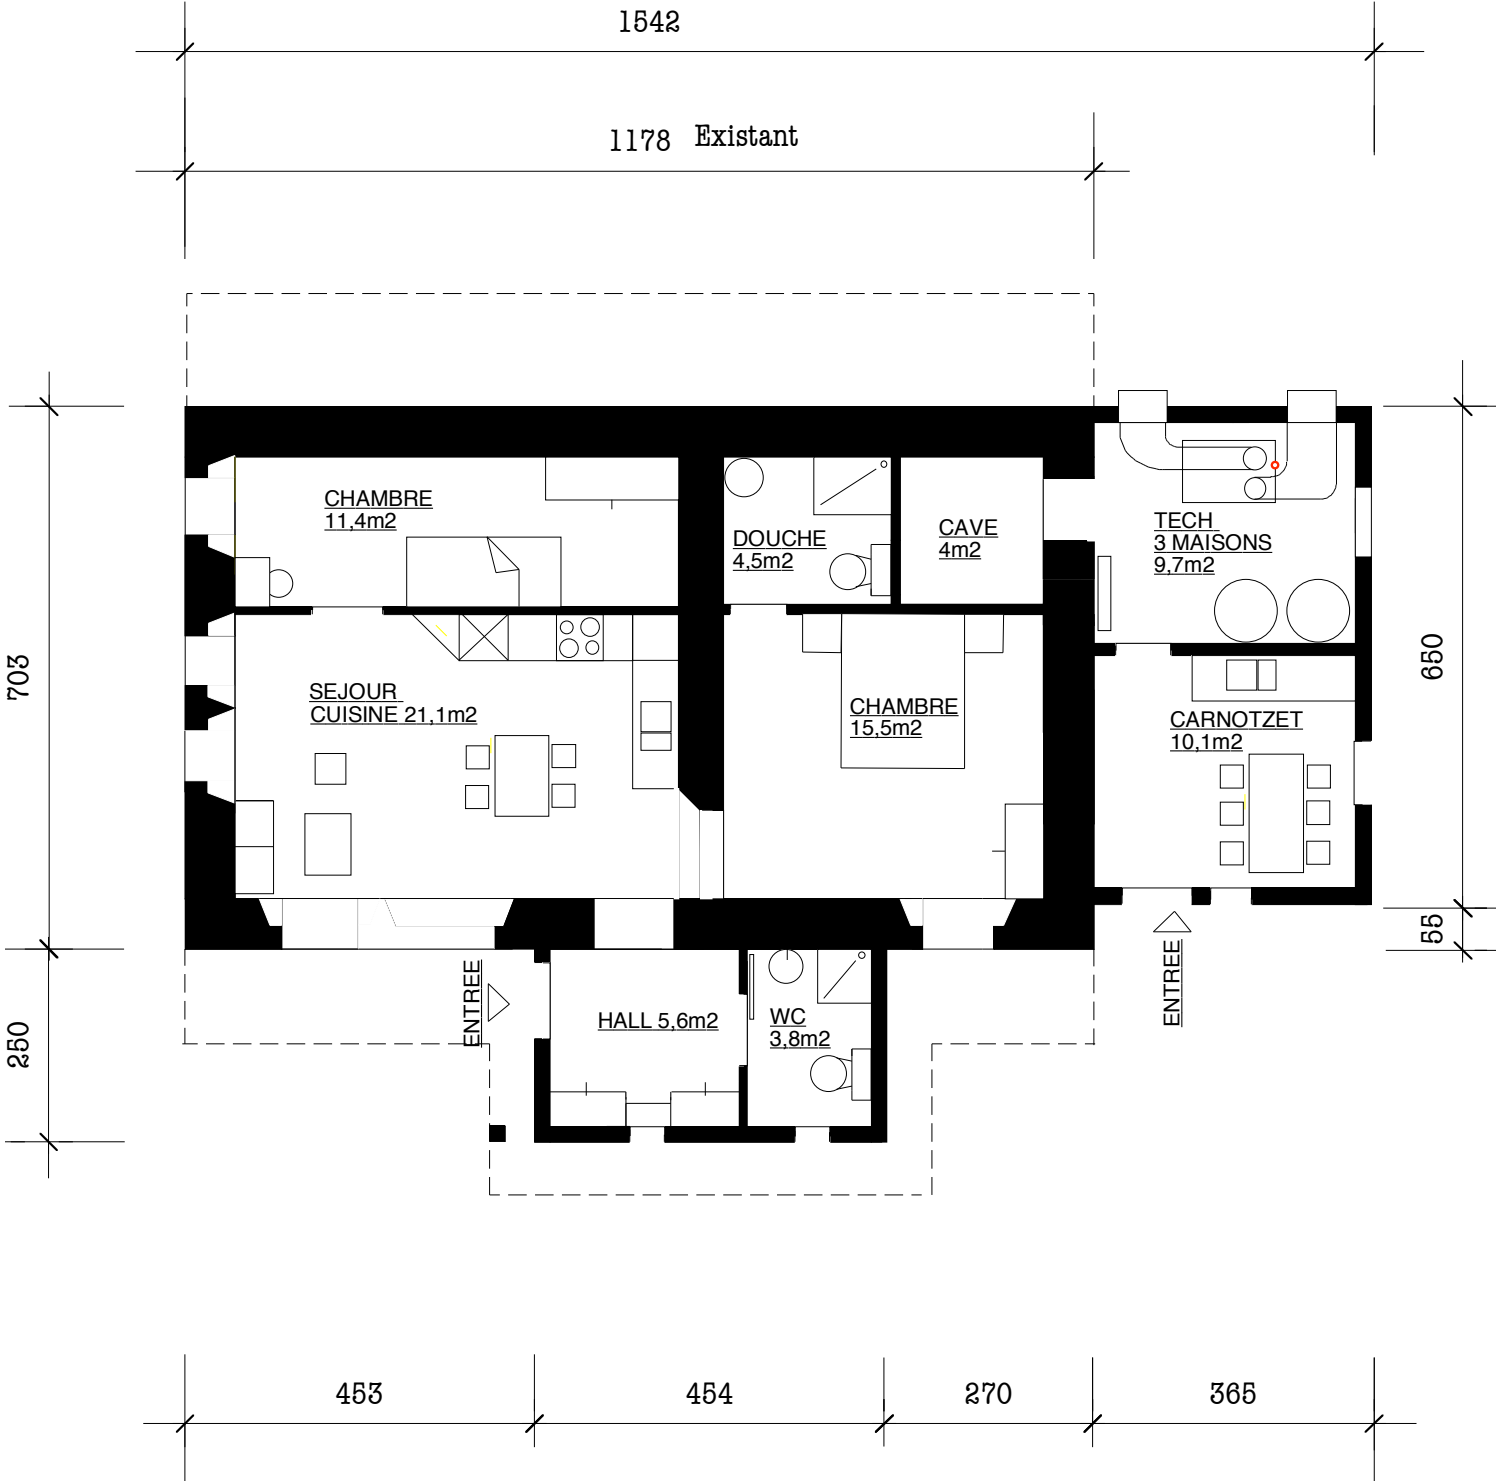 1542
1178 Existant
CHAMBRE
11,4m2
DOUCHE
4,5m2
CAVE
4m2
TECH
3 MAISONS
9,7m2
703
650
SEJOUR
CUISINE 21,1m2
CHAMBRE
15,5m2
CARNOTZET
10,1m2
55
250
ENTREE
HALL 5,6m2
WC
3,8m2
ENTREE
453
454
270
365